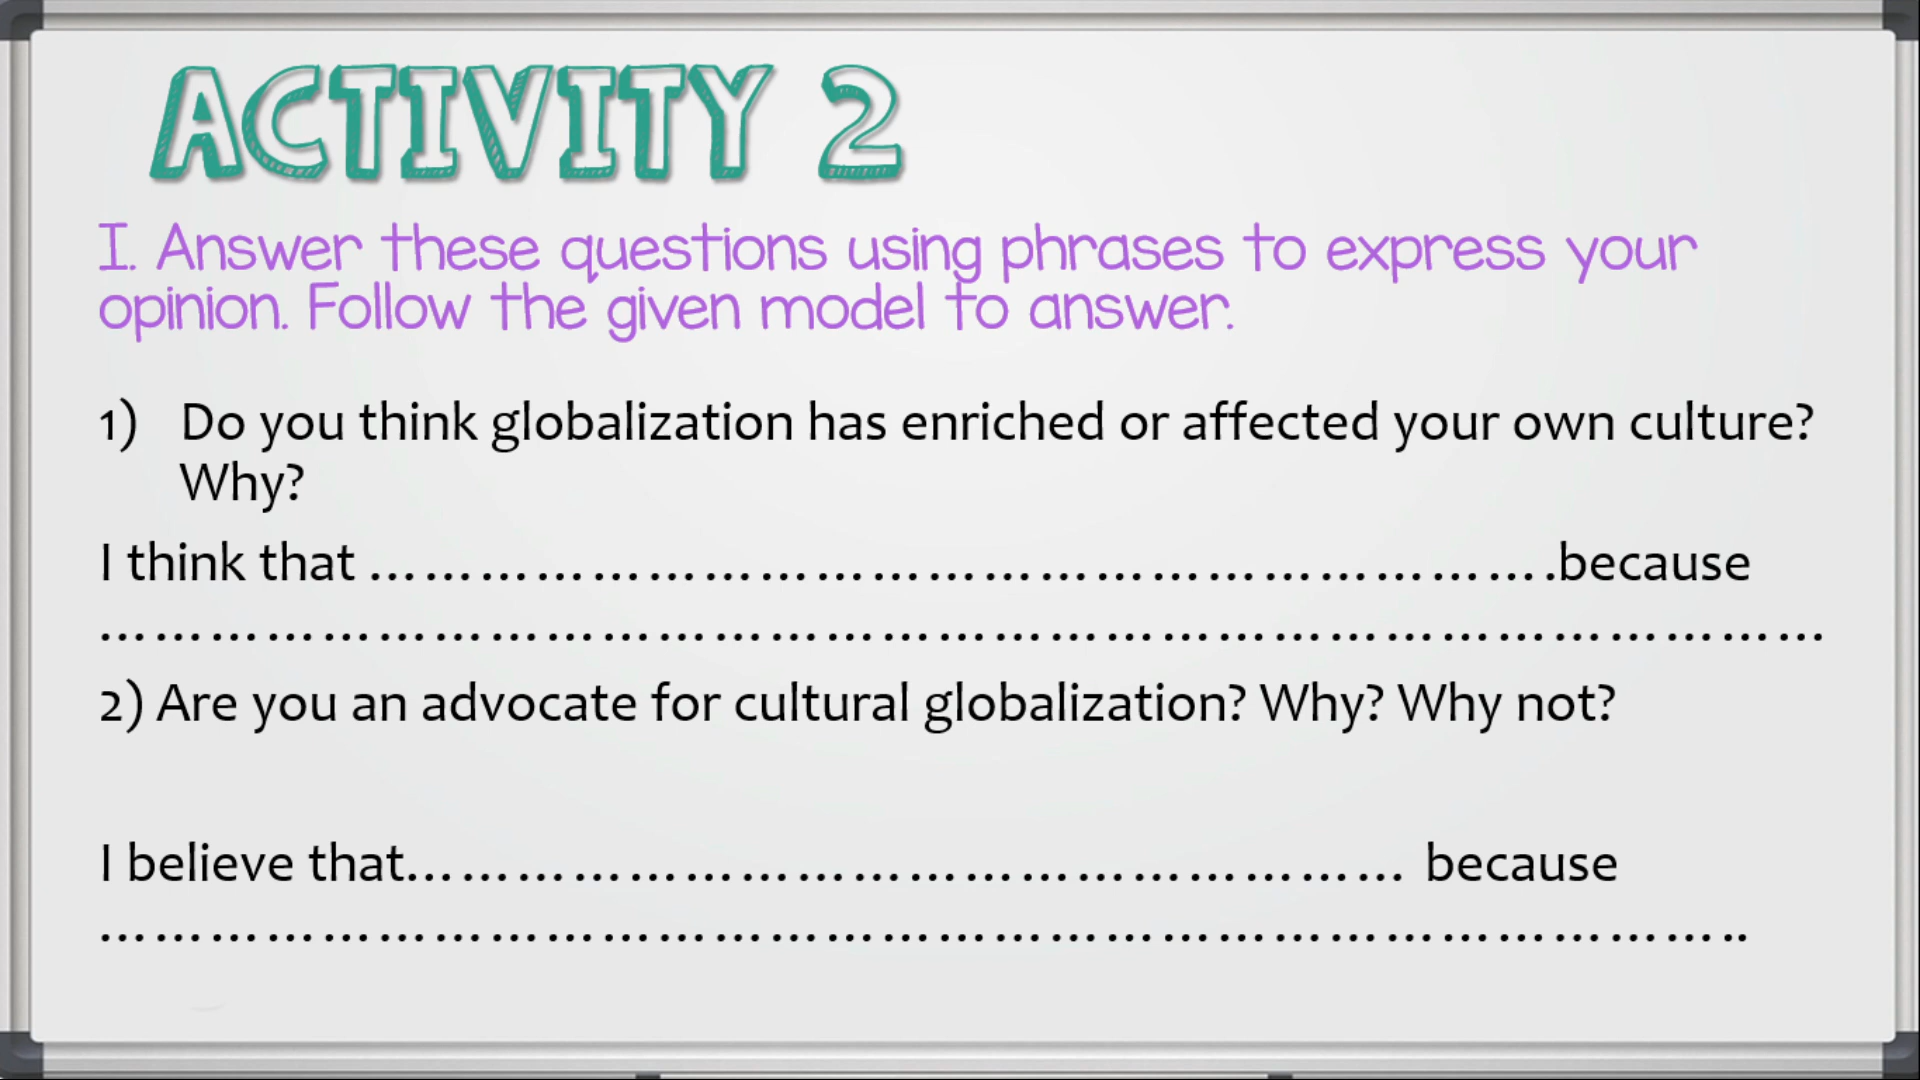 ACTIVITY 2
I. Answer these questions using phrases to express your
opinion. Follow the given model to answer.
1) Do you think globalization has enriched or affected your own culture?
Why?
I think that ……………………………………………………………….because
……………………………………………………………………………………………
2) Are you an advocate for cultural globalization? Why? Why not?
I believe that…………………………………………………… because
………………………………………………………………………………………..